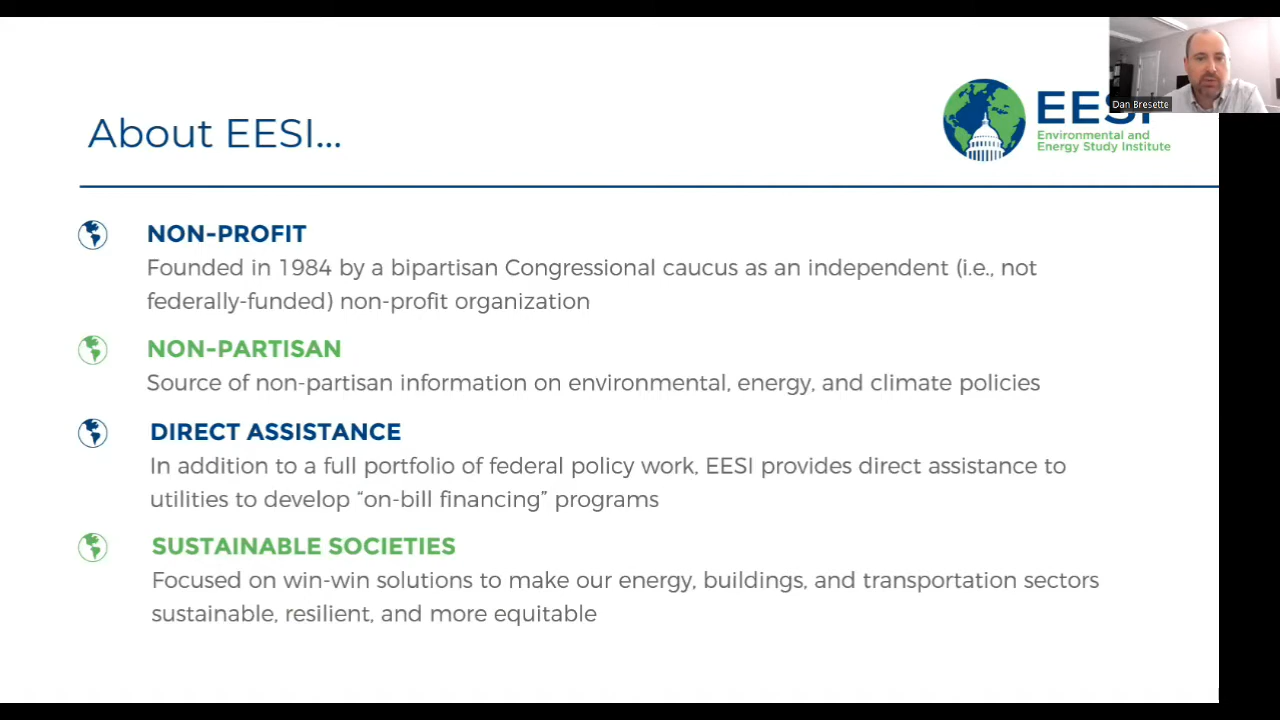 Dan Bresette
About EESI...
EESI
Environmental and
Energy Study Institute
NON-PROFIT
Founded in 1984 by a bipartisan Congressional caucus as an independent (i.e., not
federally-funded) non-profit organization
NON-PARTISAN
Source of non-partisan information on environmental, energy, and climate policies
DIRECT ASSISTANCE
In addition to a full portfolio of federal policy work, EESI provides direct assistance to
utilities to develop “on-bill financing” programs
SUSTAINABLE SOCIETIES
Focused on win-win solutions to make our energy, buildings, and transportation sectors
sustainable, resilient, and more equitable